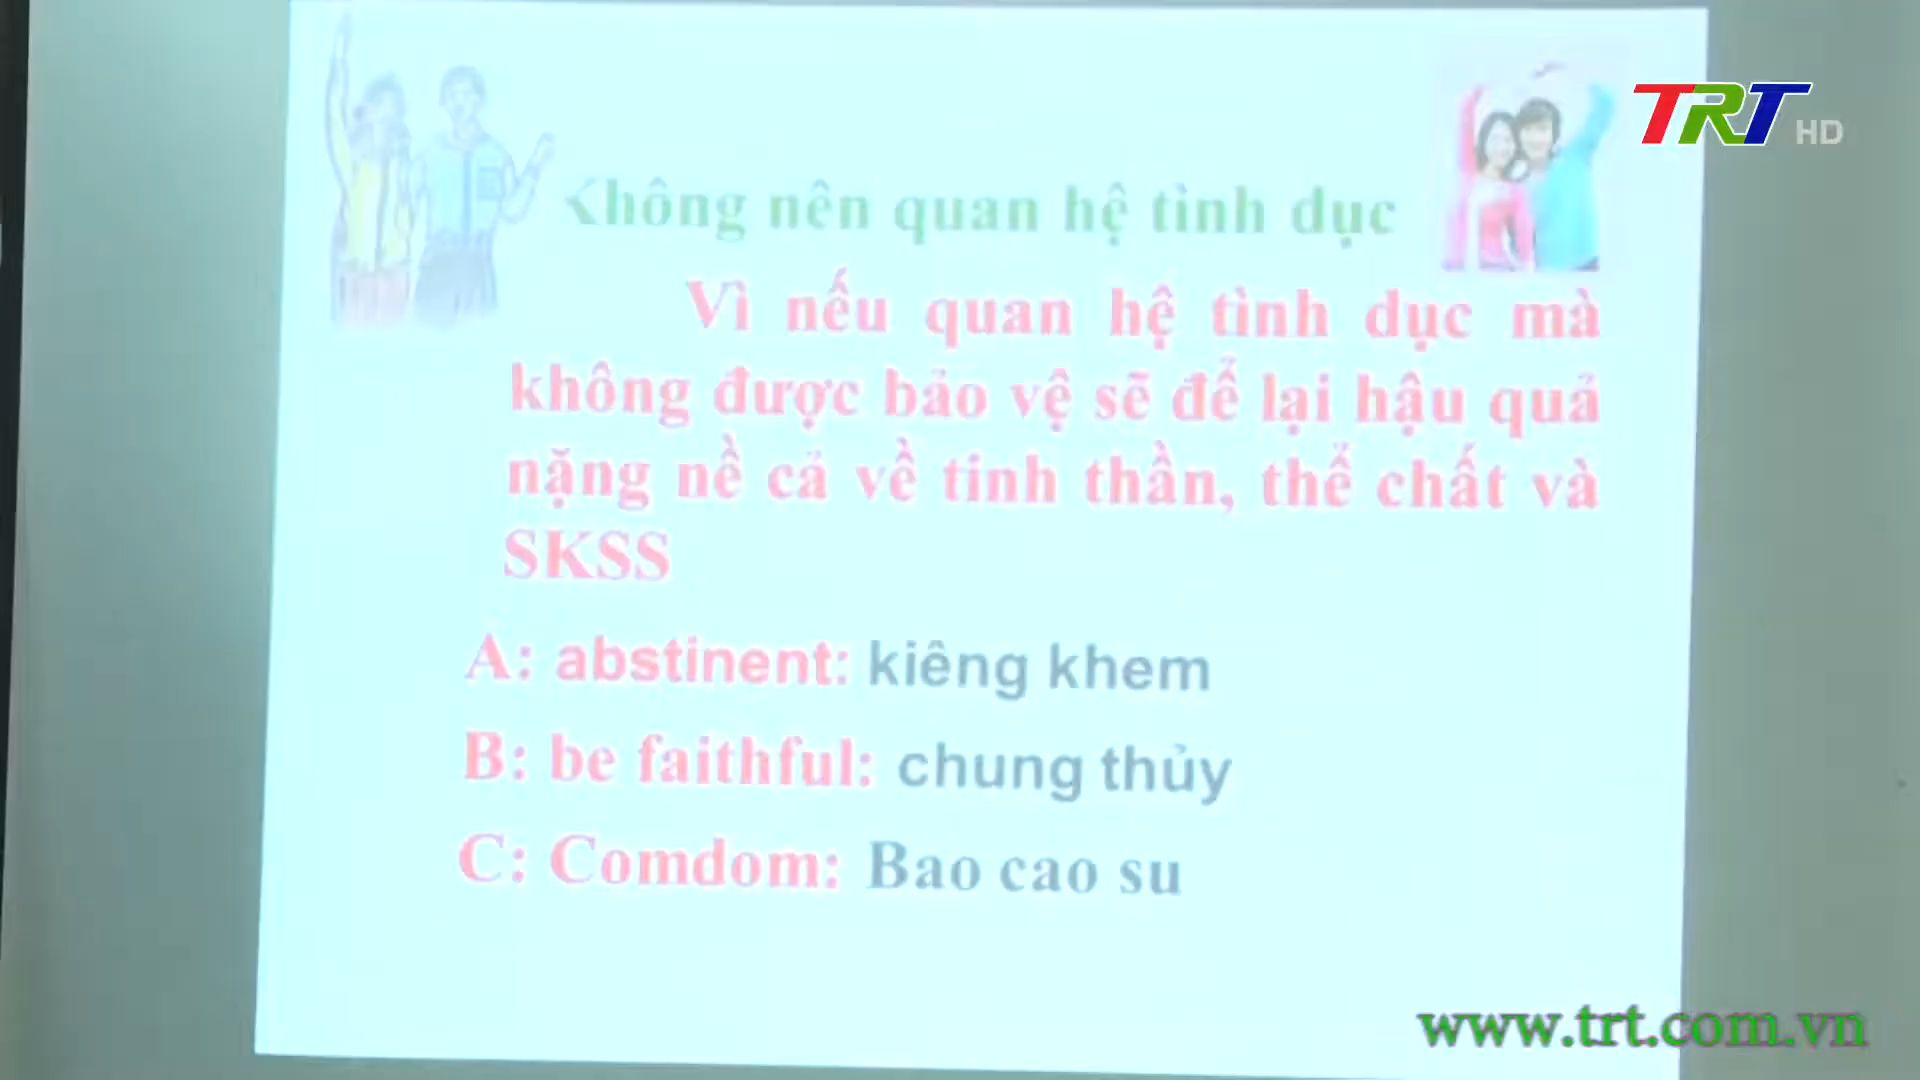 TRT HD
Không nên quan hệ tình dục
Vì nếu quan hệ tình dục mà
không được bảo vệ sẽ để lại hậu quả
nặng nề cả về tinh thần, thể chất và
SKSS
A: abstinent: kiêng khem
B: be faithful: chung thủy
C: Comdom: Bao cao su
www.trt.com.vn